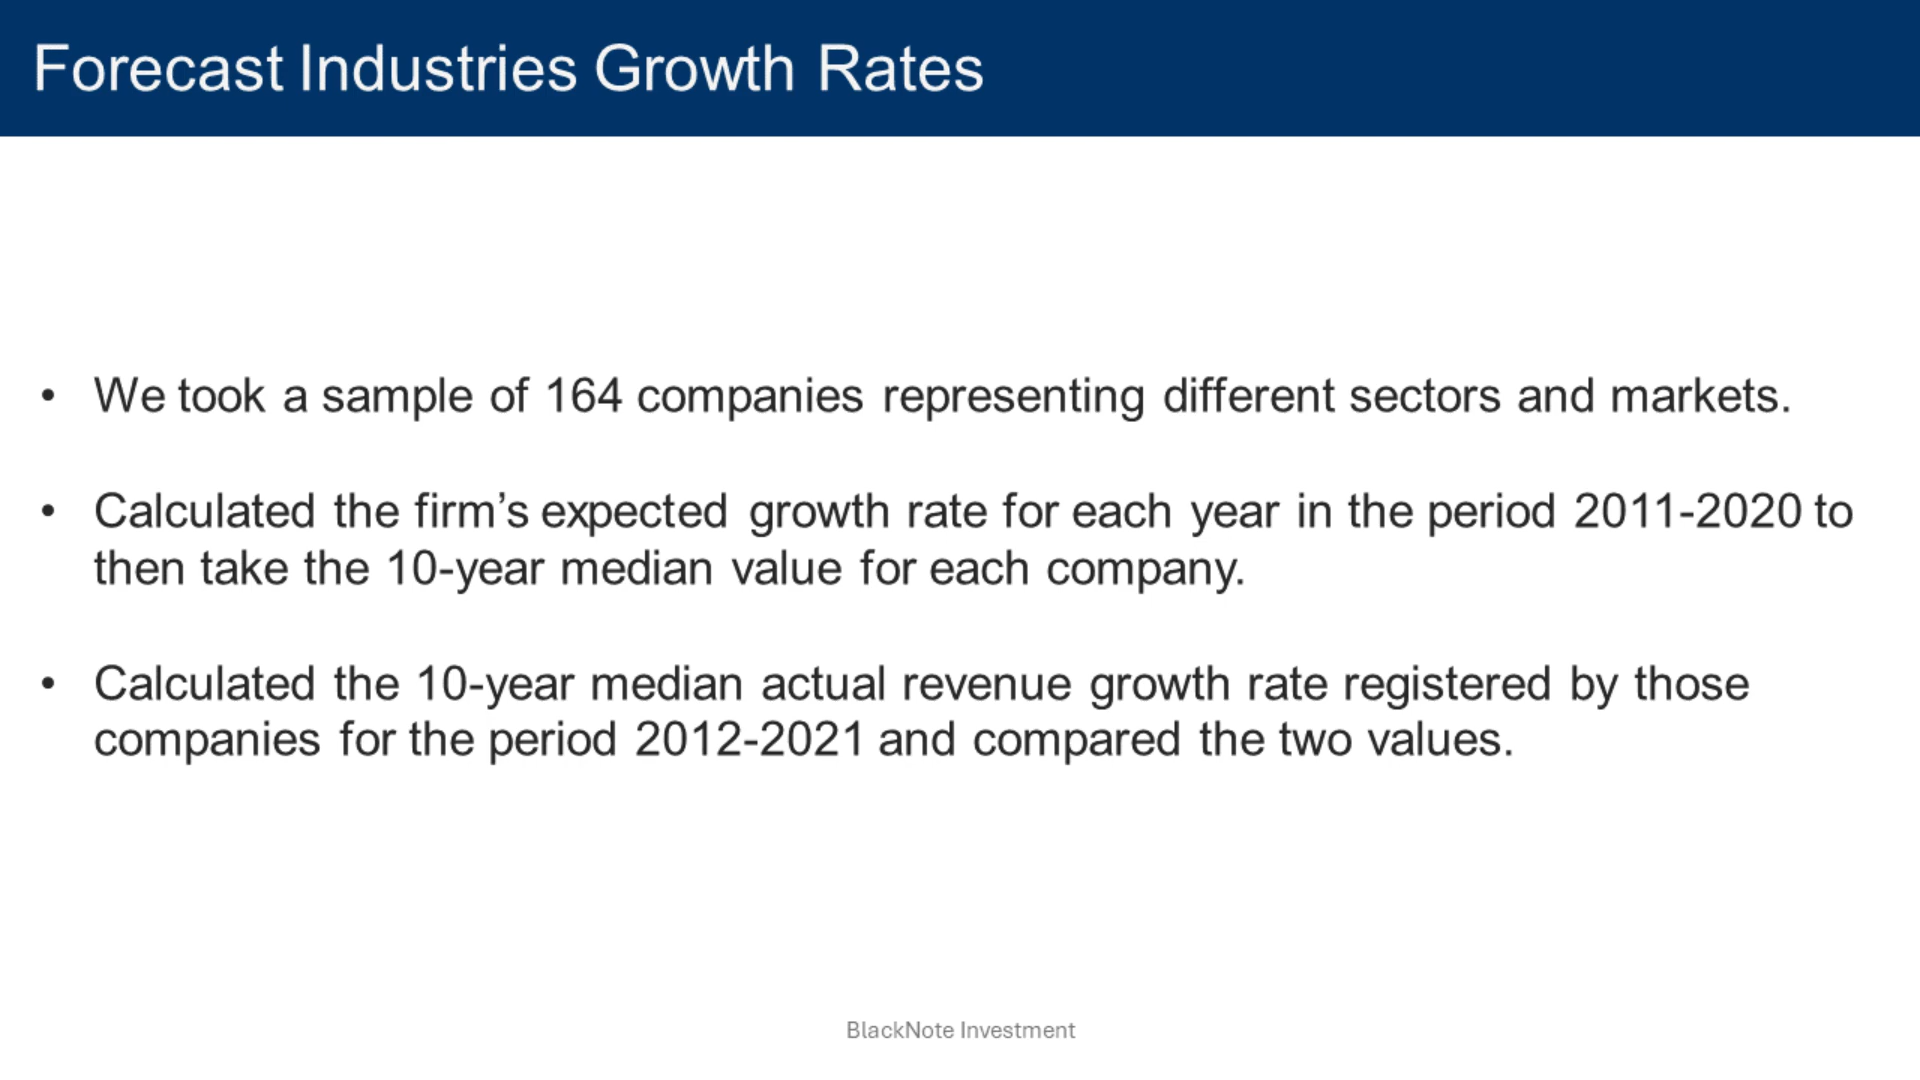 Forecast Industries Growth Rates
• We took a sample of 164 companies representing different sectors and markets.
• Calculated the firm’s expected growth rate for each year in the period 2011-2020 to
then take the 10-year median value for each company.
• Calculated the 10-year median actual revenue growth rate registered by those
companies for the period 2012-2021 and compared the two values.
BlackNote Investment